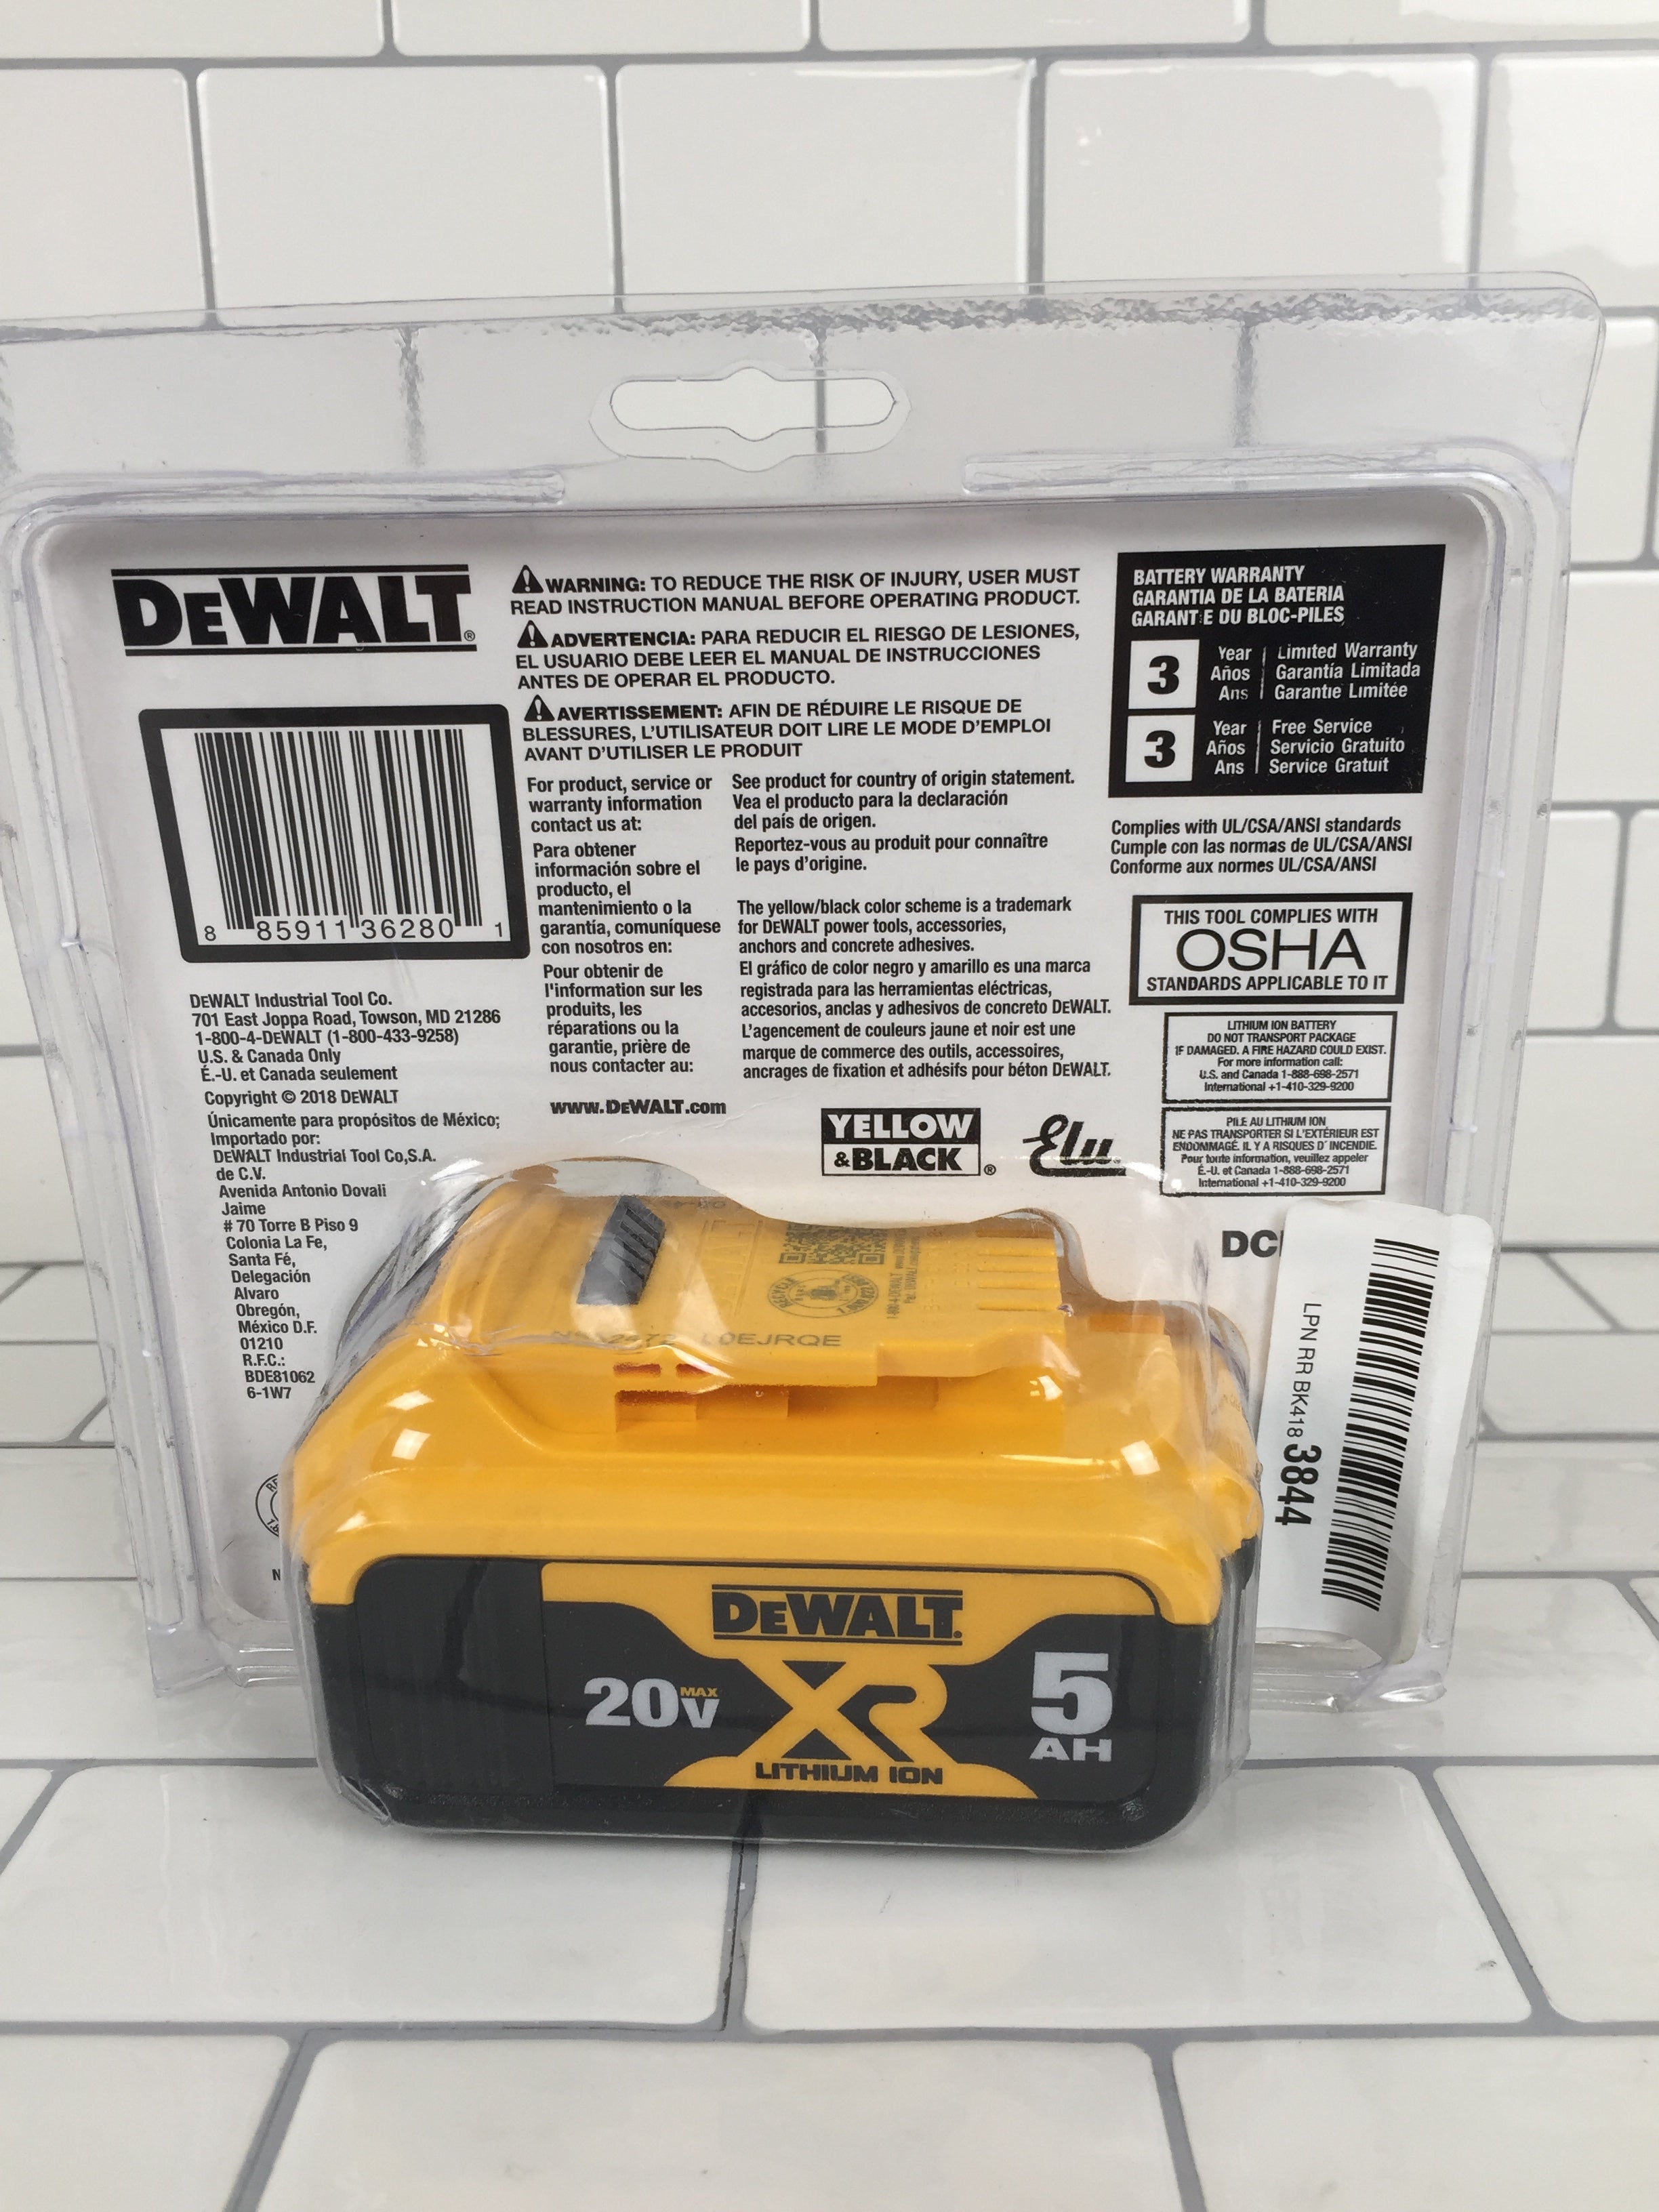 DEWALT®
⚠WARNING: TO REDUCE THE RISK OF INJURY, USER MUST
READ INSTRUCTION MANUAL BEFORE OPERATING PRODUCT.
⚠ADVERTENCIA: PARA REDUCIR EL RIESGO DE LESIONES,
EL USUARIO DEBE LEER EL MANUAL DE INSTRUCCIONES
ANTES DE OPERAR EL PRODUCTO.
⚠AVERTISSEMENT: AFIN DE RÉDUIRE LE RISQUE DE
BLESSURES, L'UTILISATEUR DOIT LIRE LE MODE D'EMPLOI
AVANT D'UTILISER LE PRODUIT
BATTERY WARRANTY
GARANTIA DE LA BATERIA
GARANTIE DU BLOC-PILES
3
Year | Limited Warranty
Años | Garantía Limitada
Ans | Garantie Limitée
3
Year | Free Service
Años | Servicio Gratuito
Ans | Service Gratuit
8 85911 36280 1
For product, service or
warranty information
contact us at:
Para obtener
información sobre el
producto, el
mantenimiento o la
garantía, comuníquese
con nosotros en:
Pour obtenir de
l'information sur les
produits, les
réparations ou la
garantie, prière de
nous contacter au:
www.DEWALT.com
See product for country of origin statement.
Vea el producto para la declaración
del país de origen.
Reportez-vous au produit pour connaître
le pays d'origine.
The yellow/black color scheme is a trademark
for DEWALT power tools, accessories,
anchors and concrete adhesives.
El gráfico de color negro y amarillo es una marca
registrada para las herramientas eléctricas,
accesorios, anclas y adhesivos de concreto DEWALT.
L'agencement de couleurs jaune et noir est une
marque de commerce des outils, accessoires,
ancrages de fixation et adhésifs pour béton DEWALT.
YELLOW
&BLACK®
Elu
Complies with UL/CSA/ANSI standards
Cumple con las normas de UL/CSA/ANSI
Conforme aux normes UL/CSA/ANSI
THIS TOOL COMPLIES WITH
OSHA
STANDARDS APPLICABLE TO IT
LITHIUM ION BATTERY
DO NOT TRANSPORT PACKAGE
IF DAMAGED. A FIRE HAZARD COULD EXIST.
For more information call:
U.S. and Canada 1-888-698-2571
International +1-410-329-9200
PILE AU LITHIUM ION
NE PAS TRANSPORTER SI L'EXTÉRIEUR EST
ENDOMMAGÉ. IL Y A RISQUES D' INCENDIE.
Pour toute information, veuillez appeler
É.-U. et Canada 1-888-698-2571
International +1-410-329-9200
DEWALT Industrial Tool Co.
701 East Joppa Road, Towson, MD 21286
1-800-4-DEWALT (1-800-433-9258)
U.S. & Canada Only
É.-U. et Canada seulement
Copyright © 2018 DEWALT
Únicamente para propósitos de México;
Importado por:
DEWALT Industrial Tool Co,S.A.
de C.V.
Avenida Antonio Dovali
Jaime
# 70 Torre B Piso 9
Colonia La Fe,
Santa Fé,
Delegación
Alvaro
Obregón,
México D.F.
01210
R.F.C.:
BDE81062
6-1W7
LPN RR BK418 3844
L0EJRQE
DEWALT
20V MAX
XR
LITHIUM ION
5
AH